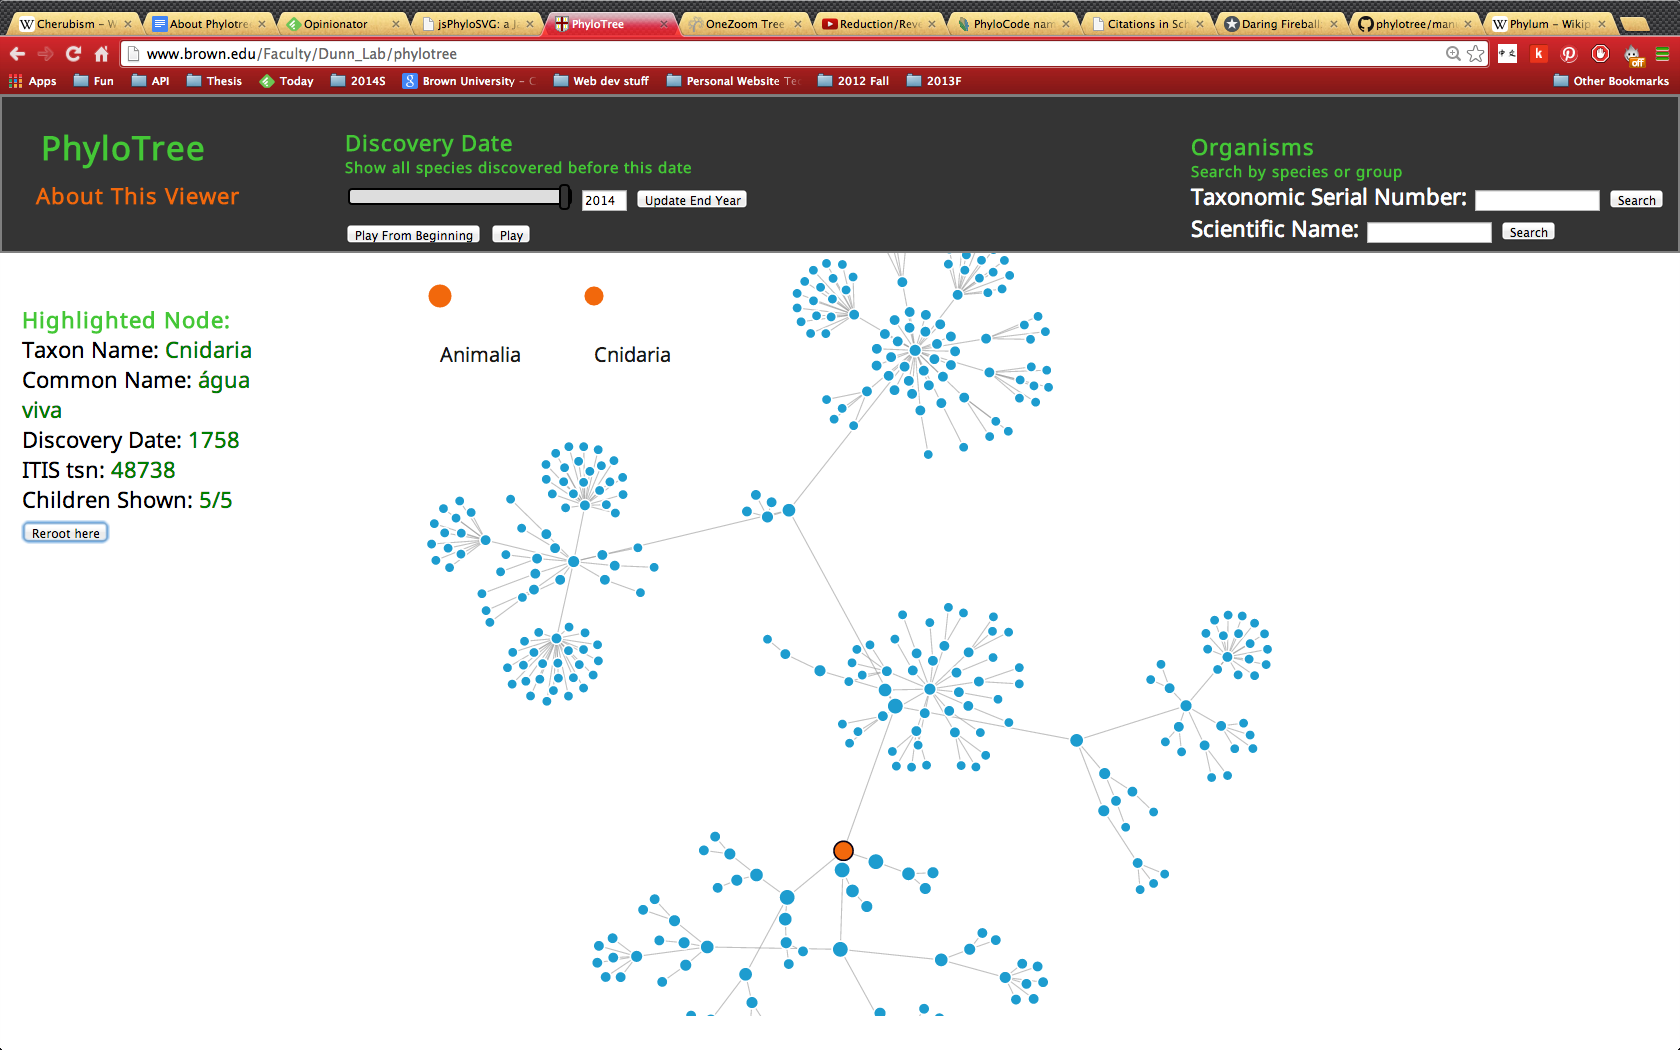 Cherubism – W
About Phylotre
Opinionator
jsPhyloSVG: a Ja
PhyloTree
OneZoom Tree
Reduction/Reve
PhyloCode nam
Citations in Sc
Daring Fireball:
phylotree/man
Phylum – Wikip
www.brown.edu/Faculty/Dunn_Lab/phylotree
Apps
Fun
API
Thesis
Today
2014S
Brown University – C
Web dev stuff
Personal Website Te
2012 Fall
2013F
Other Bookmarks
off
PhyloTree
About This Viewer
Discovery Date
Show all species discovered before this date
2014
Update End Year
Play From Beginning
Play
Organisms
Search by species or group
Taxonomic Serial Number:
Search
Scientific Name:
Search
Highlighted Node:
Taxon Name: Cnidaria
Common Name: água
viva
Discovery Date: 1758
ITIS tsn: 48738
Children Shown: 5/5
Reroot here
Animalia
Cnidaria